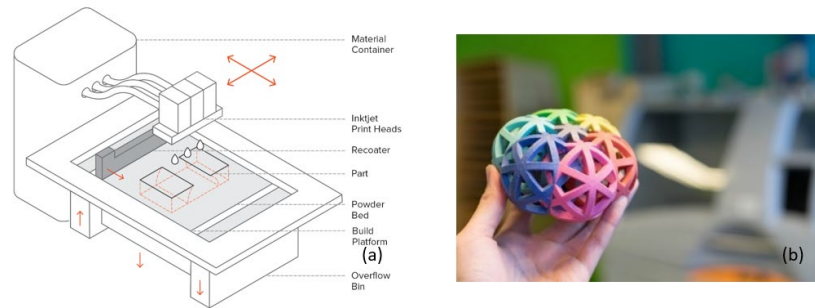 Material
Container
Inktjet
Print Heads
Recoater
Part
Powder
Bed
Build
Platform
(a)
Overflow
Bin
(b)